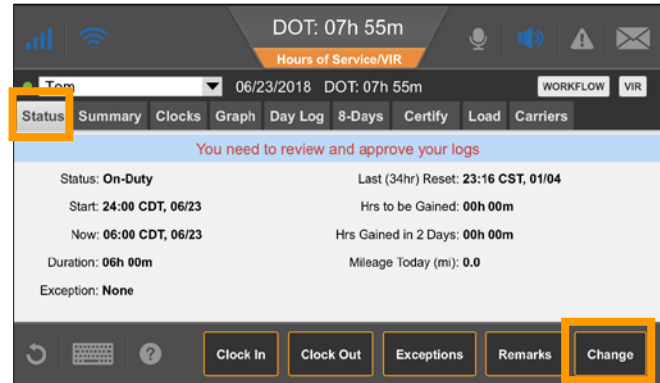 DOT: 07h 55m
Hours of Service/VIR
Tom 06/23/2018 DOT: 07h 55m WORKFLOW VIR
Status Summary Clocks Graph Day Log 8-Days Certify Load Carriers
You need to review and approve your logs
Status: On-Duty Last (34hr) Reset: 23:16 CST, 01/04
Start: 24:00 CDT, 06/23 Hrs to be Gained: 00h 00m
Now: 06:00 CDT, 06/23 Hrs Gained in 2 Days: 00h 00m
Duration: 06h 00m Mileage Today (mi): 0.0
Exception: None
? Clock In Clock Out Exceptions Remarks Change